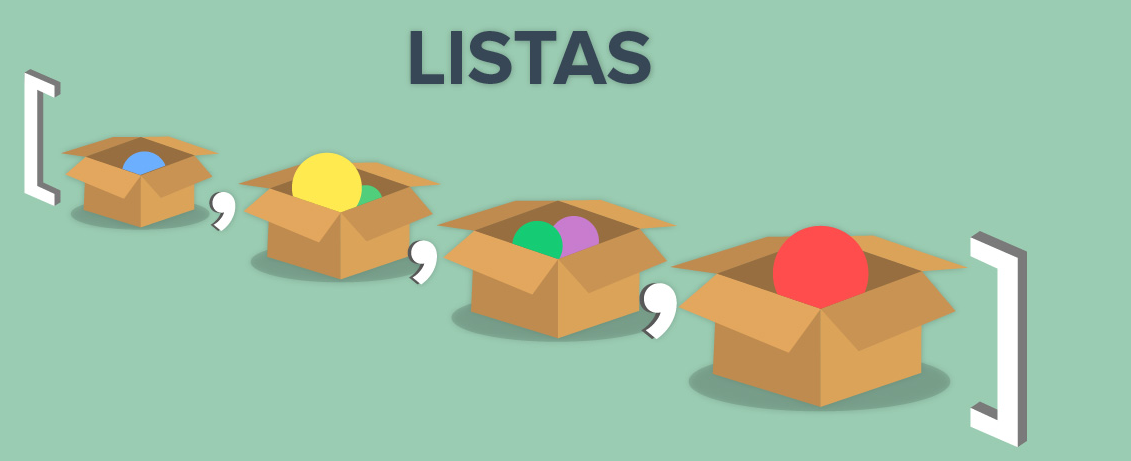 LISTAS
[ , , , ]